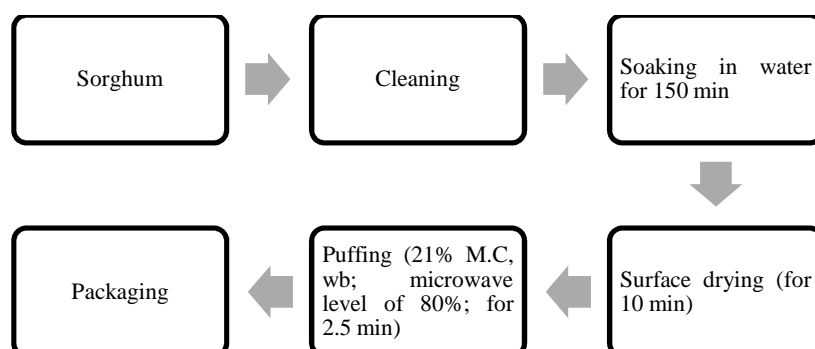 Sorghum
Cleaning
Soaking in water
for 150 min
Surface drying (for
10 min)
Puffing (21% M.C,
wb; microwave
level of 80%; for
2.5 min)
Packaging